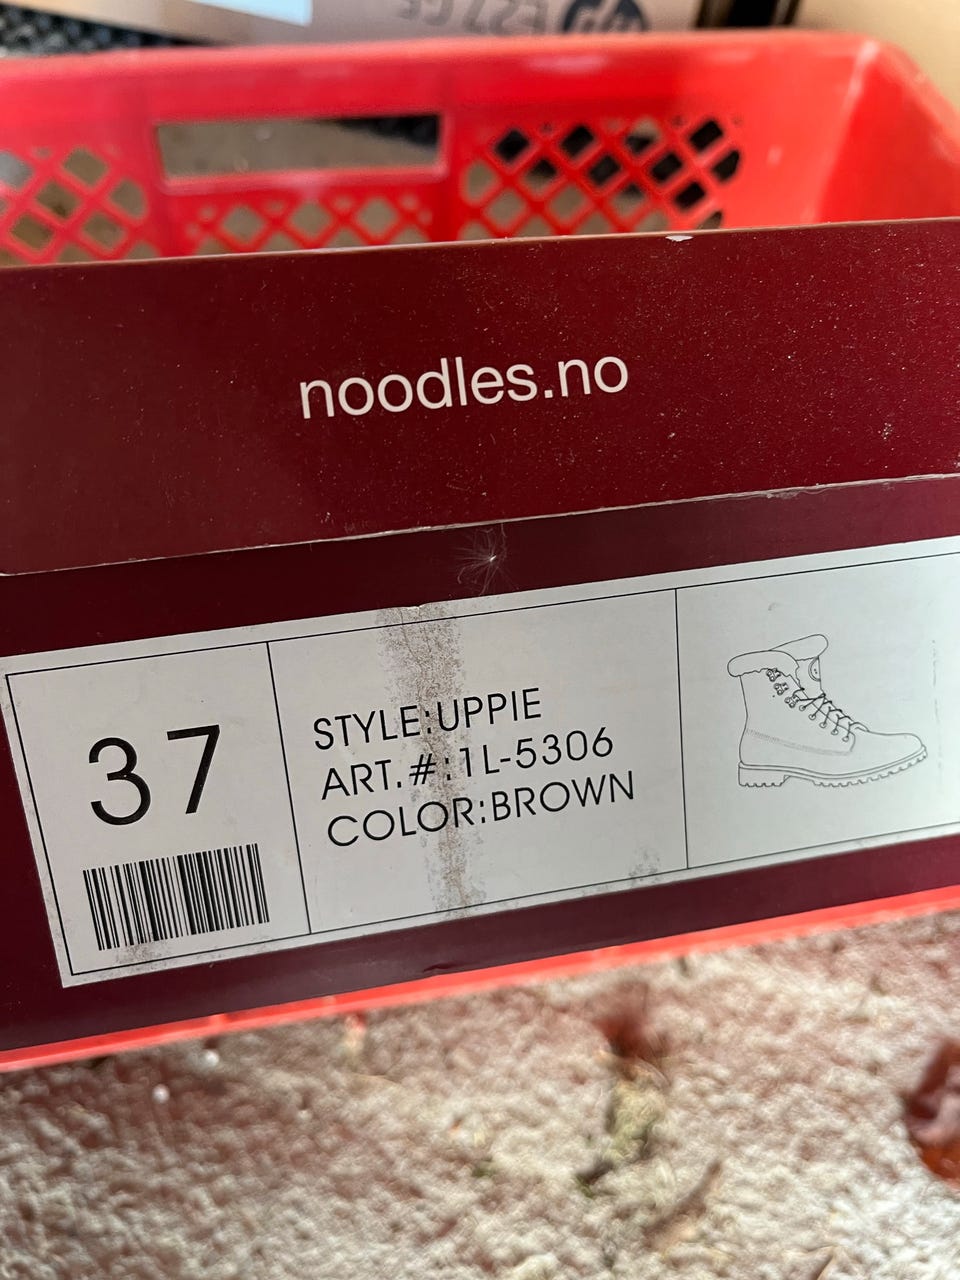 noodles.no
37
STYLE:UPPIE
ART.#:1L-5306
COLOR:BROWN